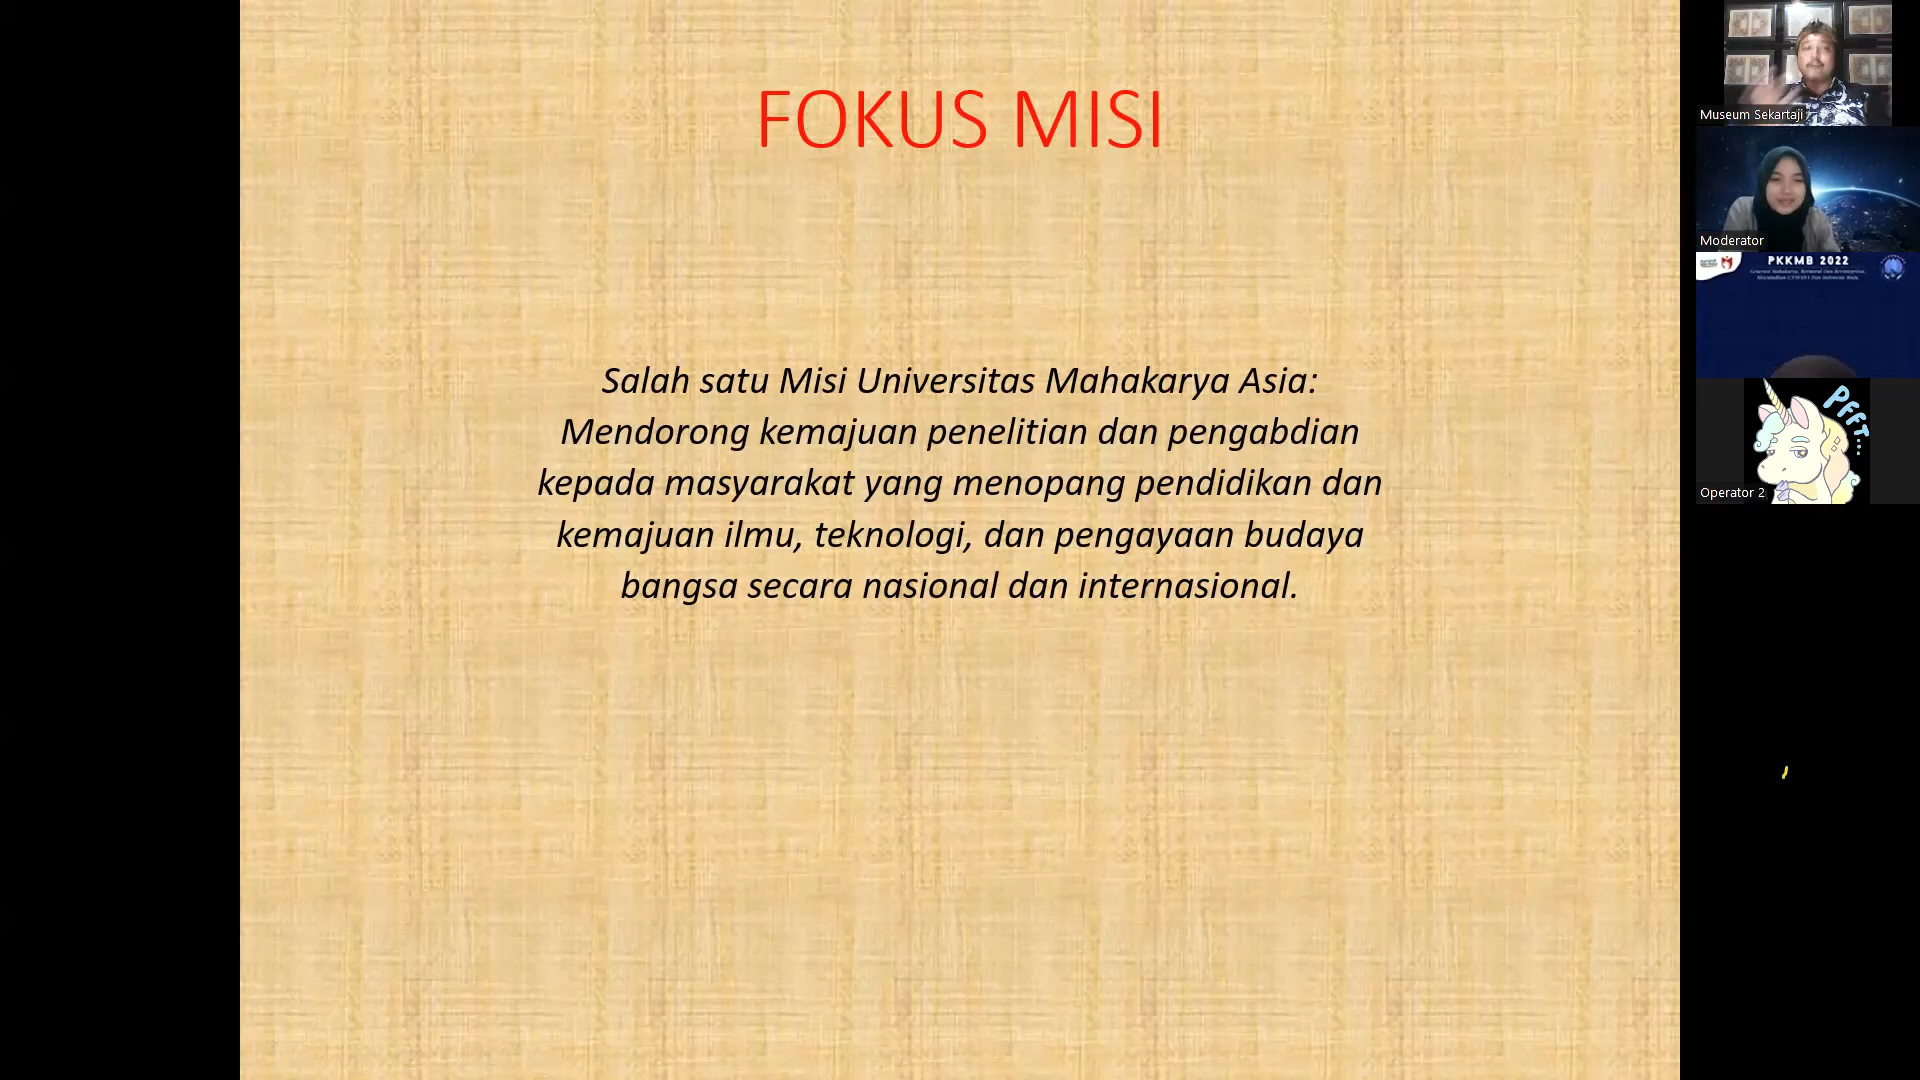 FOKUS MISI
Salah satu Misi Universitas Mahakarya Asia:
Mendorong kemajuan penelitian dan pengabdian
kepada masyarakat yang menopang pendidikan dan
kemajuan ilmu, teknologi, dan pengayaan budaya
bangsa secara nasional dan internasional.
Museum Sekartaji
Moderator
PKKMB 2022
PFFT...
Operator 2